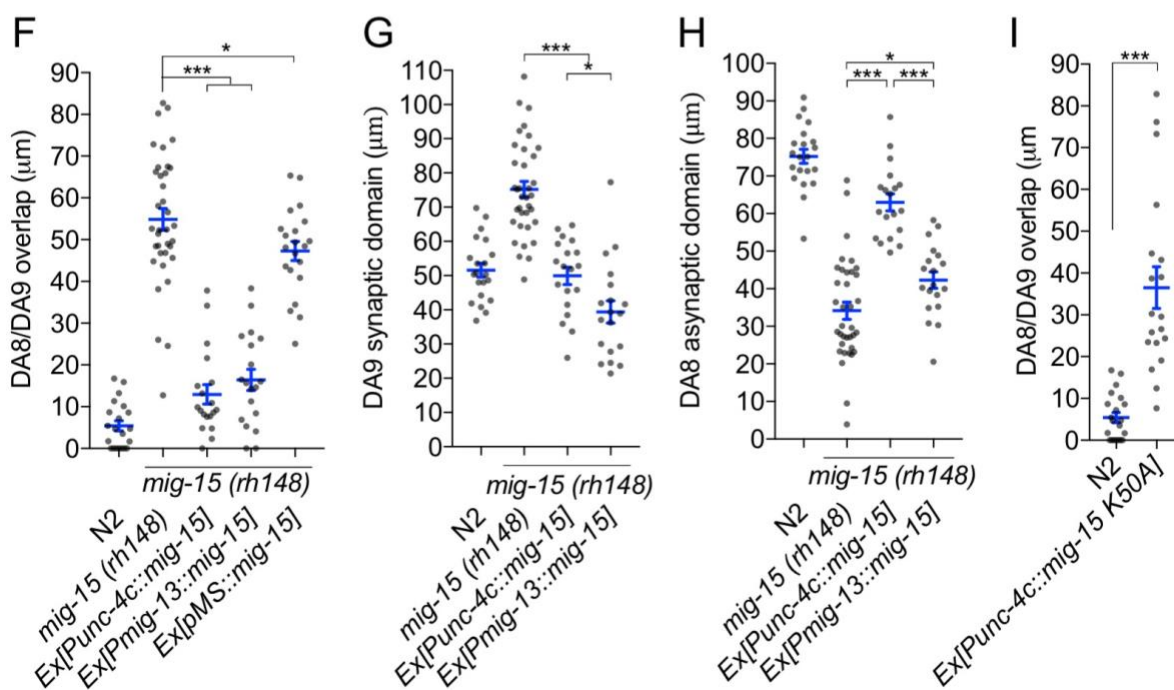 F
*
***
90
80
70
60
50
40
30
20
10
0
DA8/DA9 overlap (μm)
N2
mig-15 (rh148)
Ex[Punc-4c::mig-15]
Ex[Pmig-13::mig-15]
Ex[pMS::mig-15]
mig-15 (rh148)
G
***
*
110
100
90
80
70
60
50
40
30
20
10
0
DA9 synaptic domain (μm)
N2
mig-15 (rh148)
Ex[Punc-4c::mig-15]
Ex[Pmig-13::mig-15]
mig-15 (rh148)
H
*
*** ***
100
90
80
70
60
50
40
30
20
10
0
DA8 asynaptic domain (μm)
N2
mig-15 (rh148)
Ex[Punc-4c::mig-15]
Ex[Pmig-13::mig-15]
mig-15 (rh148)
I
***
90
80
70
60
50
40
30
20
10
0
DA8/DA9 overlap (μm
N2
Ex[Punc-4c::mig-15 K50A]